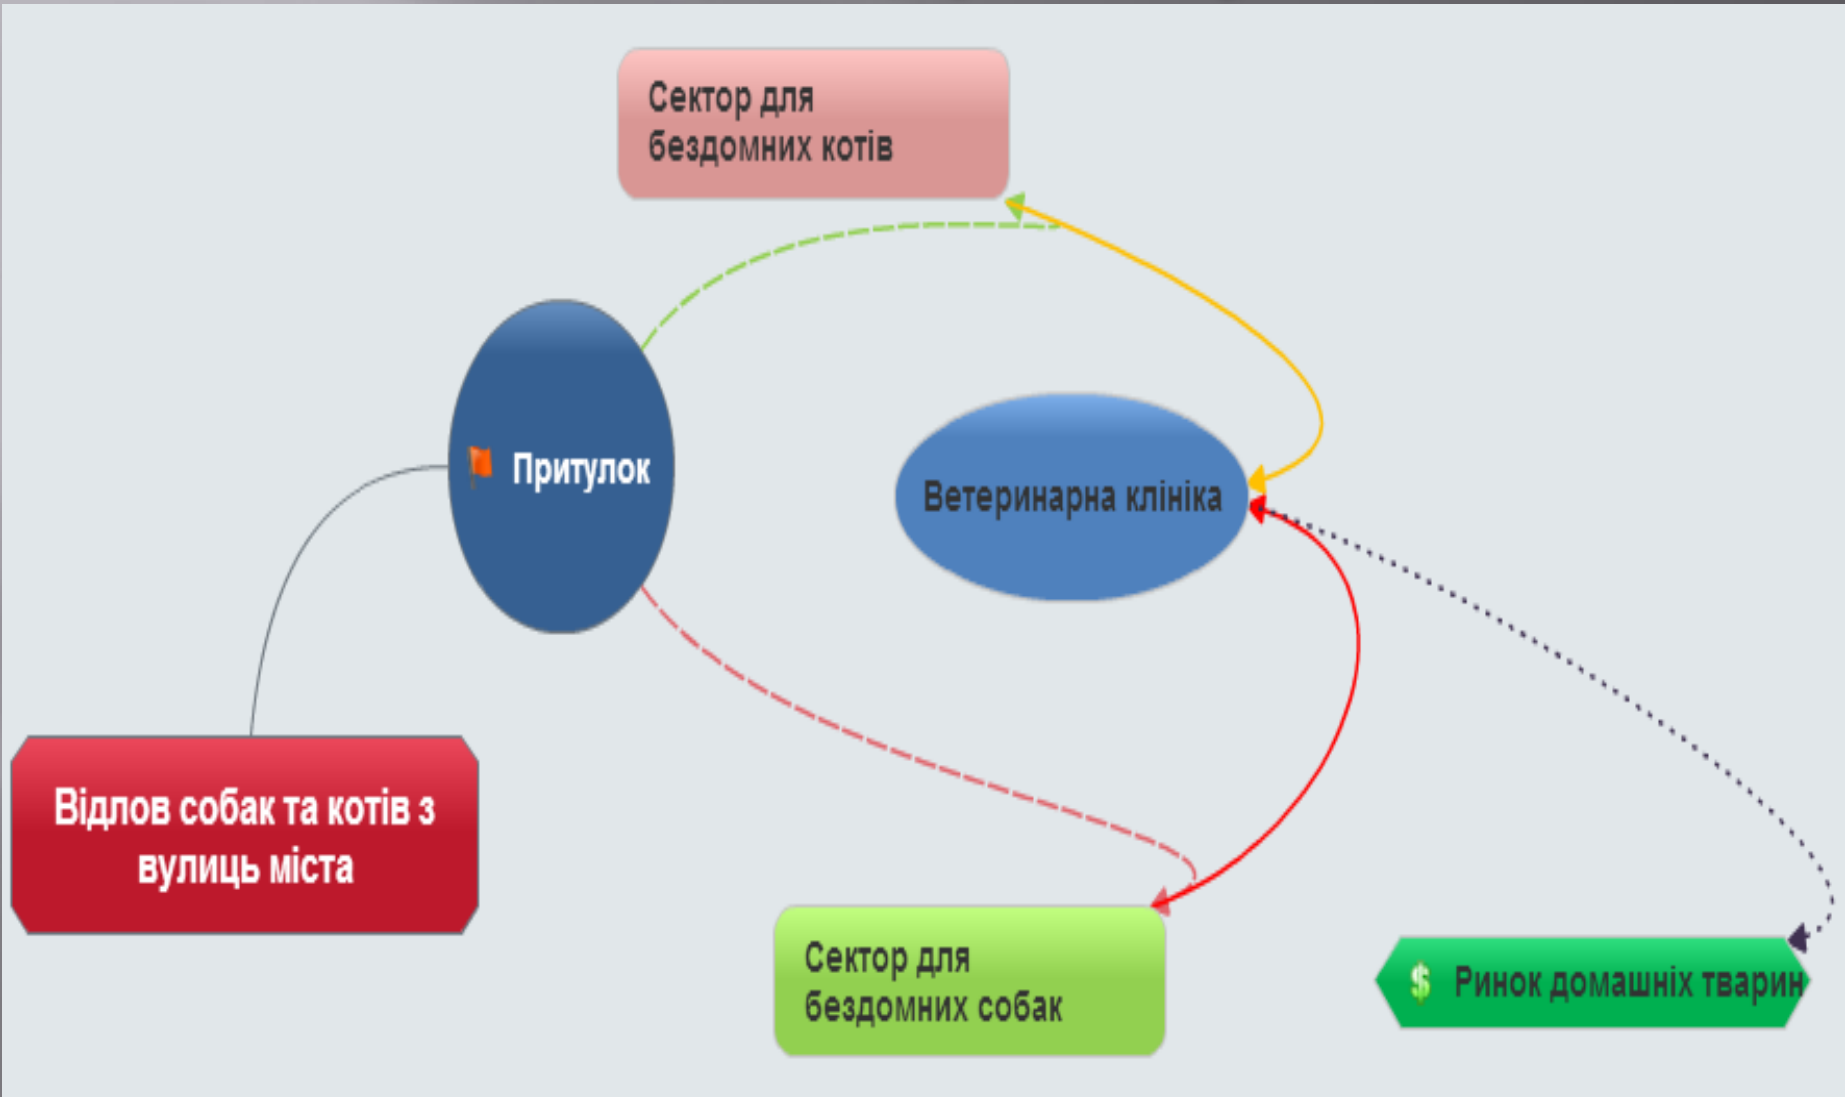 Сектор для
бездомних котів
Притулок
Ветеринарна клініка
Відлов собак та котів з
вулиць міста
Сектор для
бездомних собак
$ Ринок домашніх тварин